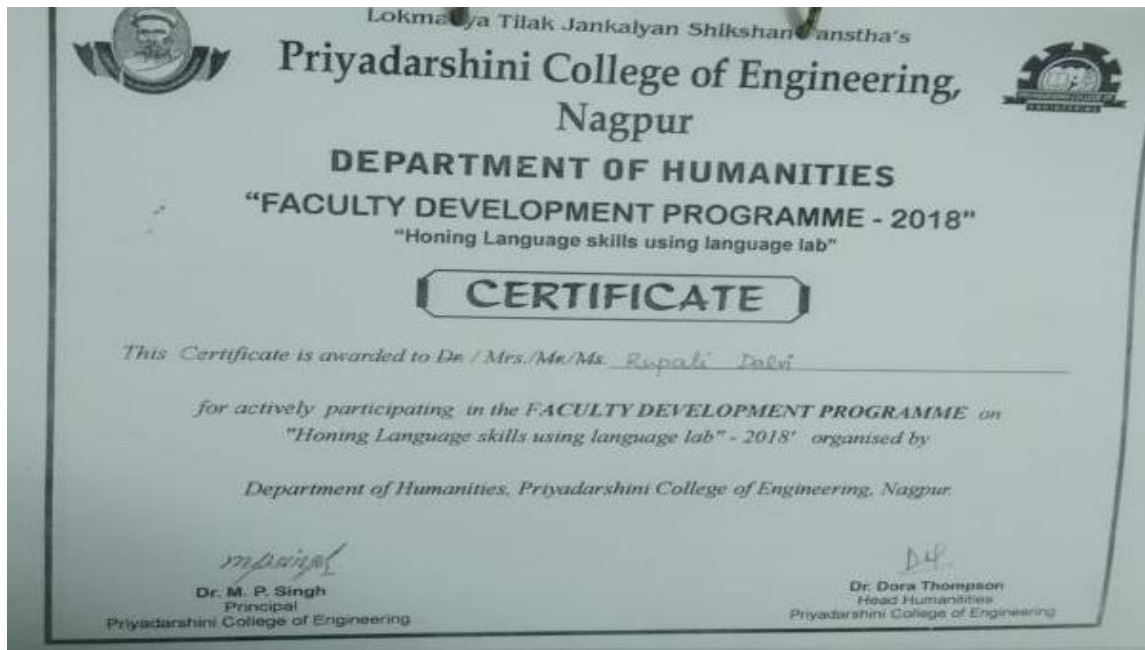 Lokmanya Tilak Jankalyan Shikshan Sanstha's
Priyadarshini College of Engineering,
Nagpur
DEPARTMENT OF HUMANITIES
"FACULTY DEVELOPMENT PROGRAMME - 2018"
"Honing Language skills using language lab"
CERTIFICATE
This Certificate is awarded to Dr. / Mrs./Mr./Ms. Rupali Dalvi
for actively participating in the FACULTY DEVELOPMENT PROGRAMME on
"Honing Language skills using language lab" - 2018' organised by
Department of Humanities, Priyadarshini College of Engineering, Nagpur.
mpsingh
Dr. M. P. Singh
Principal
Priyadarshini College of Engineering
Dr. Dora Thompson
Head Humanities
Priyadarshini College of Engineering